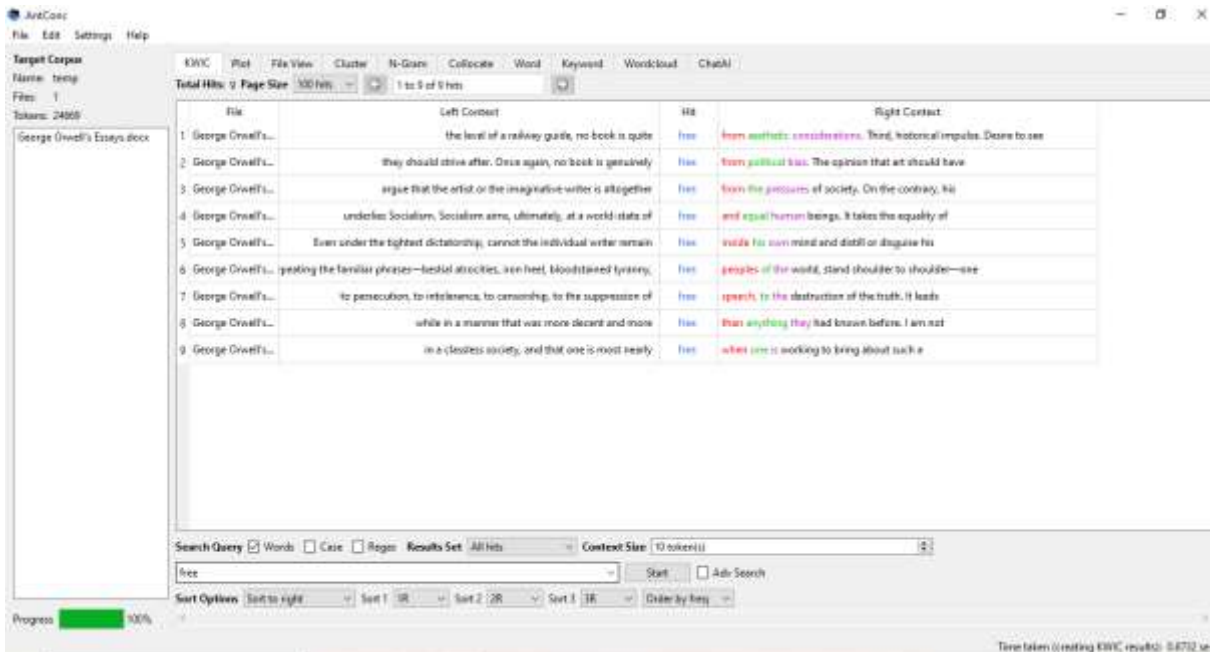 AntConc
File Edit Settings Help
Target Corpus
Name: temp
Files: 1
Tokens: 24869
George Orwell's Essays.docx
KWIC Plot File View Cluster N-Gram Collocate Word Keyword Wordcloud ChatAI
Total Hits: 9 Page Size 100 hits 1 to 9 of 9 hits
File Left Context Hit Right Context
1 George Orwell's... the level of a railway guide, no book is quite free from aesthetic considerations. Third, historical impulse. Desire to see
2 George Orwell's... they should strive after. Once again, no book is genuinely free from political bias. The opinion that art should have
3 George Orwell's... argue that the artist or the imaginative writer is altogether free from the pressures of society. On the contrary, his
4 George Orwell's... underlies Socialism. Socialism aims, ultimately, at a world-state of free and equal human beings. It takes the equality of
5 George Orwell's... Even under the tightest dictatorship, cannot the individual writer remain free inside his own mind and distill or disguise his
6 George Orwell's... peating the familiar phrases—bestial atrocities, iron heel, bloodstained tyranny, free peoples of the world, stand shoulder to shoulder—one
7 George Orwell's... to persecution, to intolerance, to censorship, to the suppression of free speech, to the destruction of the truth. It leads
8 George Orwell's... while in a manner that was more decent and more free than anything they had known before. I am not
9 George Orwell's... in a classless society, and that one is most nearly free when one is working to bring about such a
Search Query Words Case Regex Results Set All hits Context Size 10 token(s)
free Start Adv Search
Sort Options Sort to right Sort 1 1R Sort 2 2R Sort 3 3R Order by freq
Progress 100%
Time taken (creating KWIC results): 0.8732 se